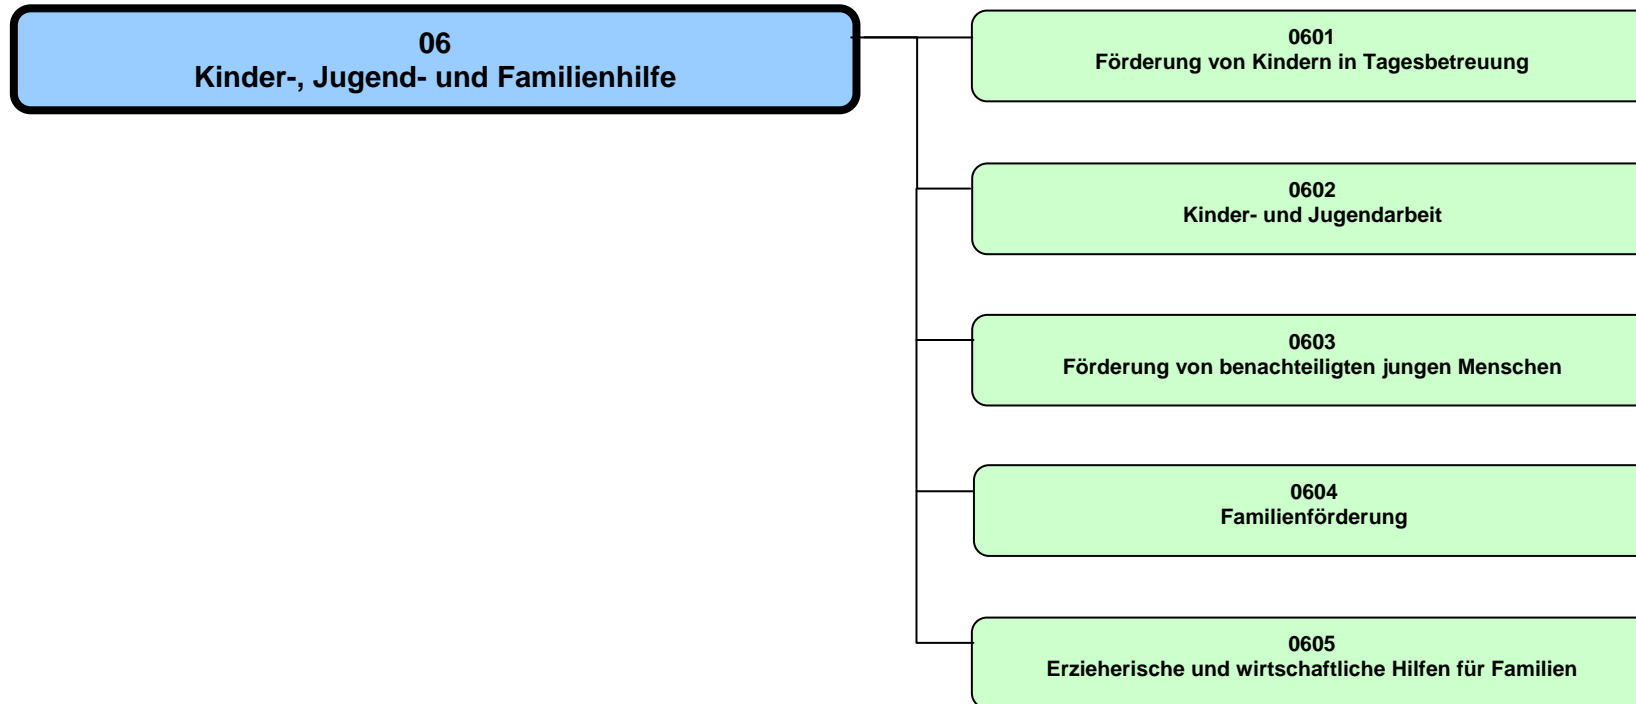 06
Kinder-, Jugend- und Familienhilfe
0601
Förderung von Kindern in Tagesbetreuung
0602
Kinder- und Jugendarbeit
0603
Förderung von benachteiligten jungen Menschen
0604
Familienförderung
0605
Erzieherische und wirtschaftliche Hilfen für Familien